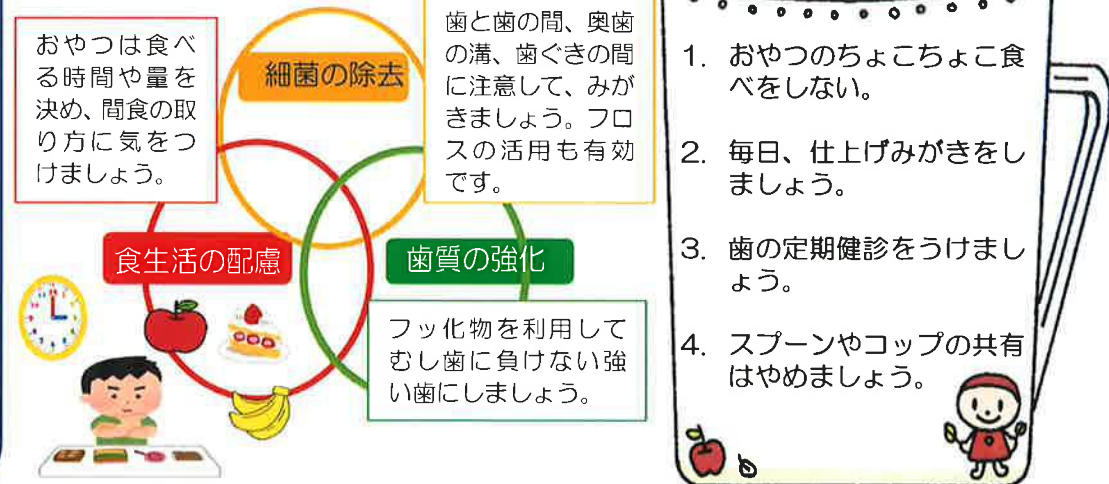 おやつは食べ
る時間や量を
決め、間食の取
り方に気をつ
けましょう。
細菌の除去
歯と歯の間、奥歯
の溝、歯ぐきの間
に注意して、みが
きましょう。フロ
スの活用も有効
です。
食生活の配慮
歯質の強化
フッ化物を利用して
むし歯に負けない強
い歯にしましょう。
1. おやつのちょこちょこ食
べをしない。
2. 毎日、仕上げみがきをし
ましょう。
3. 歯の定期健診をうけまし
ょう。
4. スプーンやコップの共有
はやめましょう。